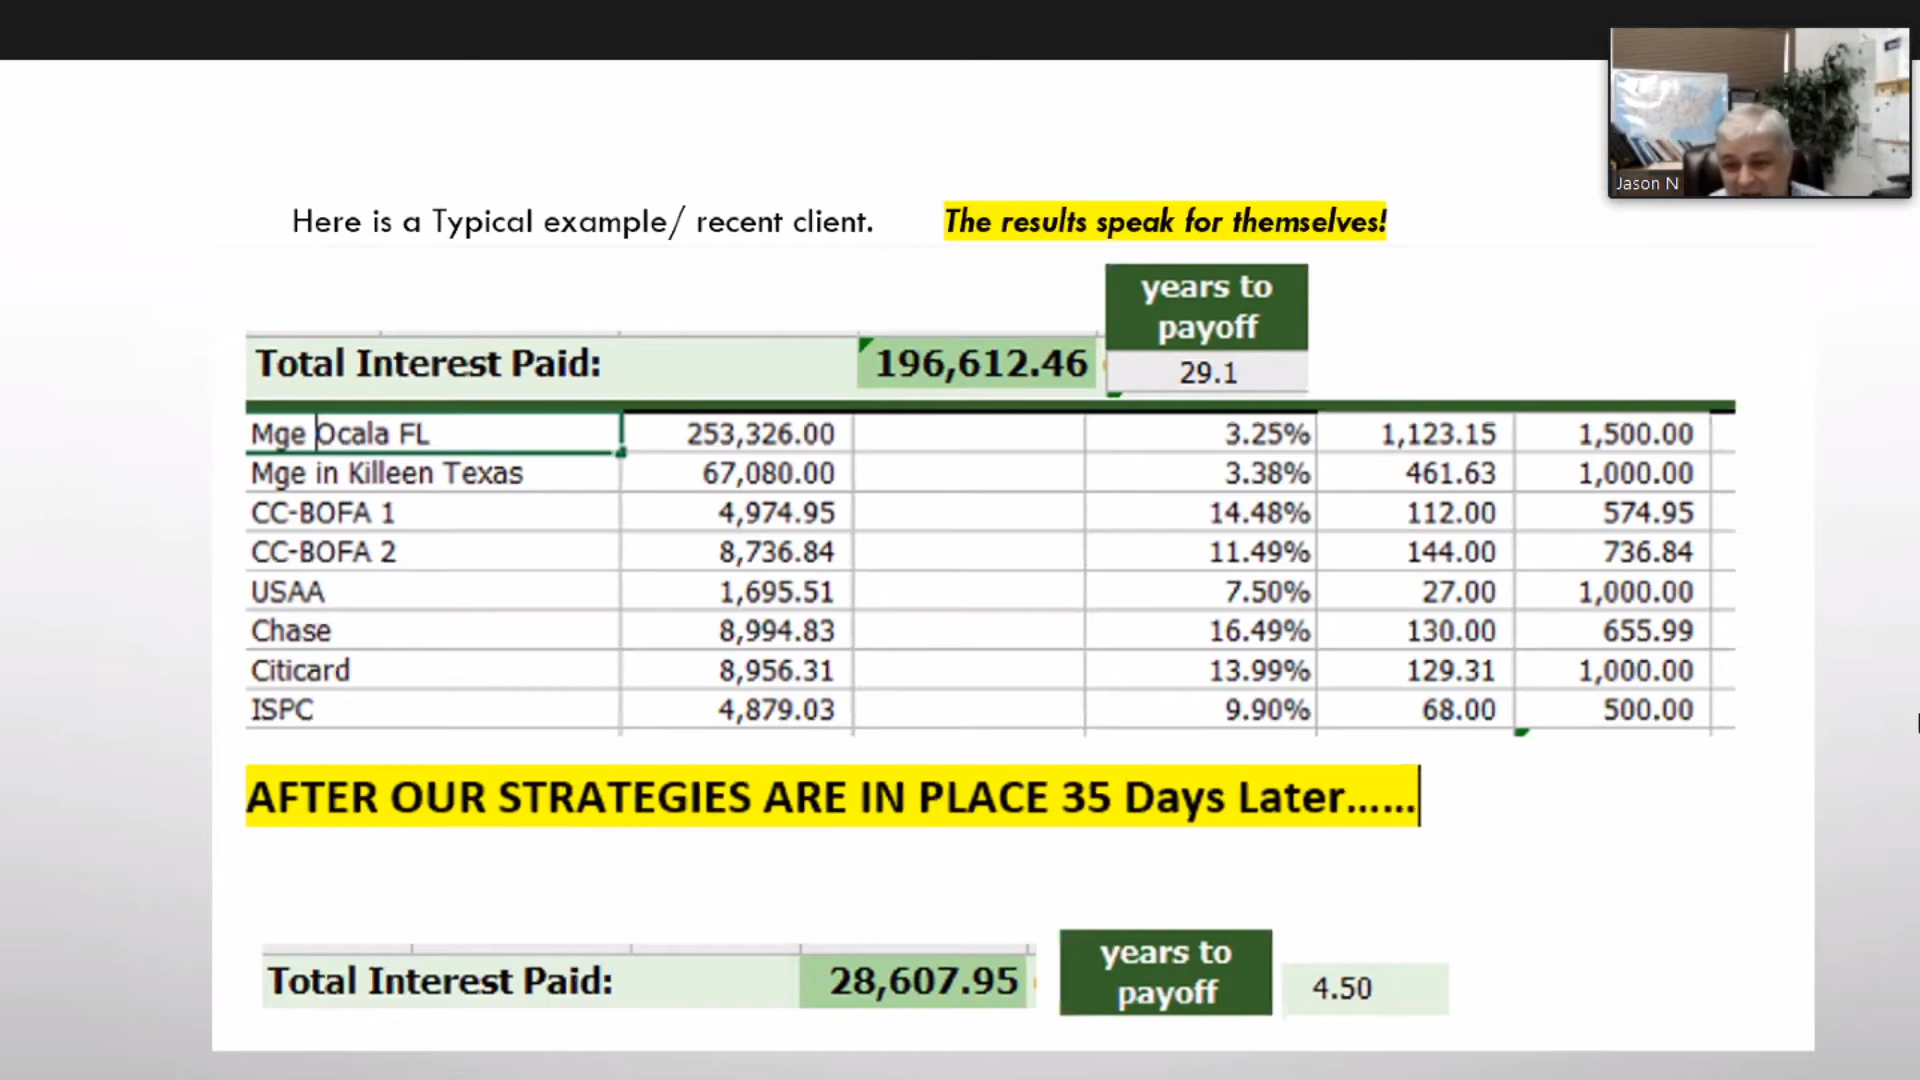 Jason N
Here is a Typical example/ recent client. The results speak for themselves!
years to
payoff
Total Interest Paid: 196,612.46 29.1
Mge Ocala FL 253,326.00 3.25% 1,123.15 1,500.00
Mge in Killeen Texas 67,080.00 3.38% 461.63 1,000.00
CC-BOFA 1 4,974.95 14.48% 112.00 574.95
CC-BOFA 2 8,736.84 11.49% 144.00 736.84
USAA 1,695.51 7.50% 27.00 1,000.00
Chase 8,994.83 16.49% 130.00 655.99
Citicard 8,956.31 13.99% 129.31 1,000.00
ISPC 4,879.03 9.90% 68.00 500.00
AFTER OUR STRATEGIES ARE IN PLACE 35 Days Later......
Total Interest Paid: 28,607.95
years to
payoff
4.50